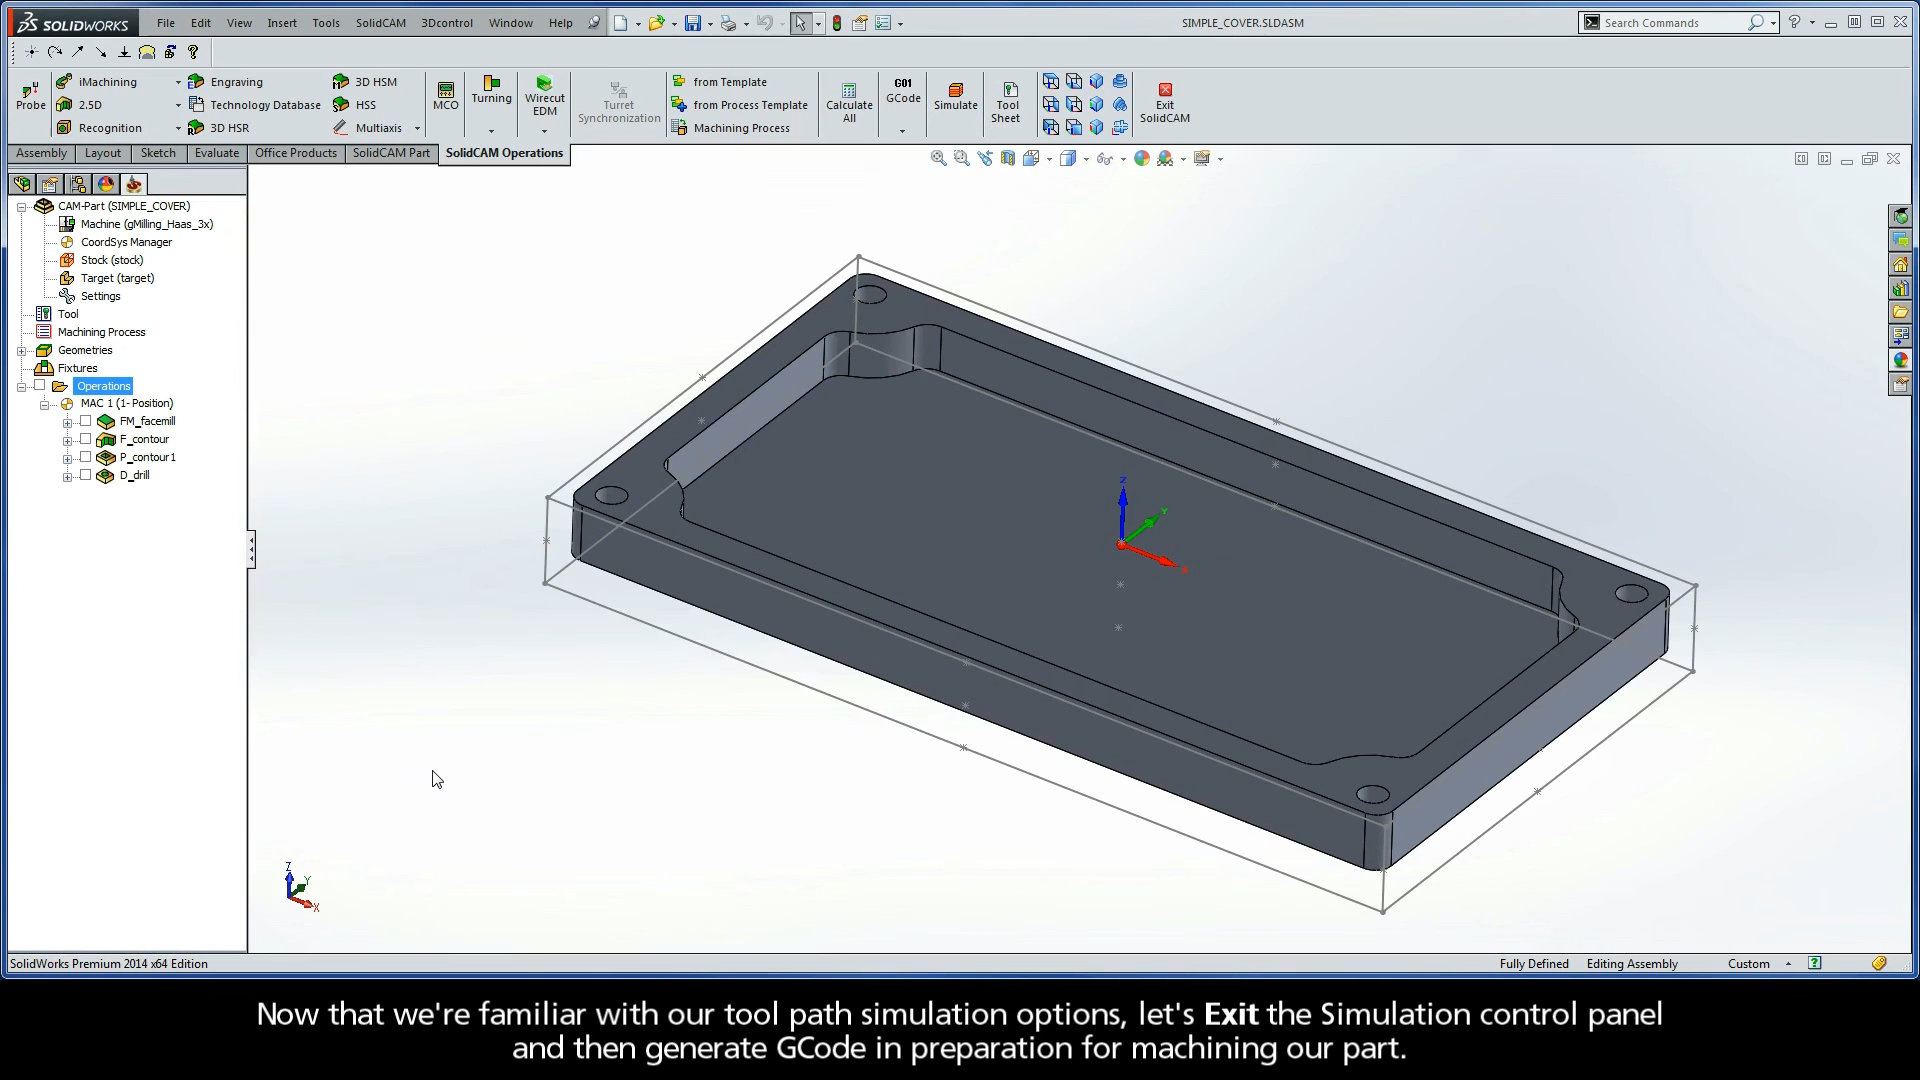 SOLIDWORKS File Edit View Insert Tools SolidCAM 3Dcontrol Window Help SIMPLE_COVER.SLDASM Search Commands
Probe
iMachining
2.5D
Recognition
Engraving
Technology Database
3D HSR
3D HSM
HSS
Multiaxis
MCO
Turning
Wirecut
EDM
Turret
Synchronization
from Template
from Process Template
Machining Process
Calculate
All
G01
GCode
Simulate
Tool
Sheet
Exit
SolidCAM
Assembly Layout Sketch Evaluate Office Products SolidCAM Part SolidCAM Operations
CAM-Part (SIMPLE_COVER)
Machine (gMilling_Haas_3x)
CoordSys Manager
Stock (stock)
Target (target)
Settings
Tool
Machining Process
Geometries
Fixtures
Operations
MAC 1 (1- Position)
FM_facemill
F_contour
P_contour1
D_drill
Z
Y
X
Z
Y
X
SolidWorks Premium 2014 x64 Edition Fully Defined Editing Assembly Custom
Now that we're familiar with our tool path simulation options, let's Exit the Simulation control panel
and then generate GCode in preparation for machining our part.